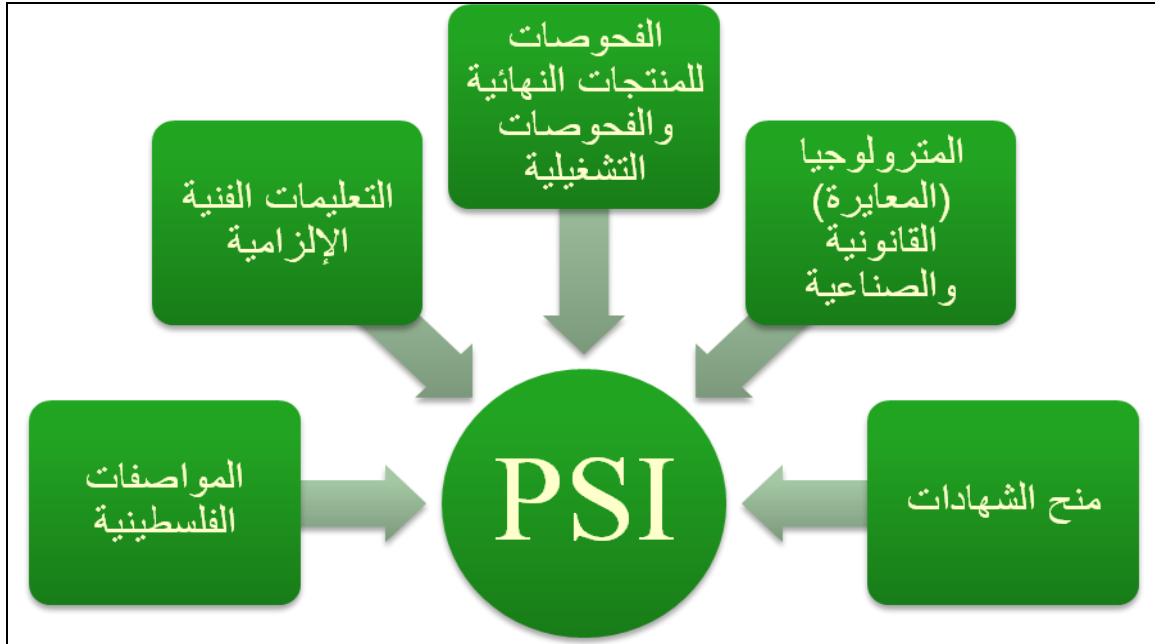 الفحوصات
للمنتجات النهائية
والفحوصات
التشغيلية
المترولوجيا
(المعايرة)
القانونية
والصناعية
التعليمات الفنية
الإلزامية
منح الشهادات
PSI
المواصفات
الفلسطينية